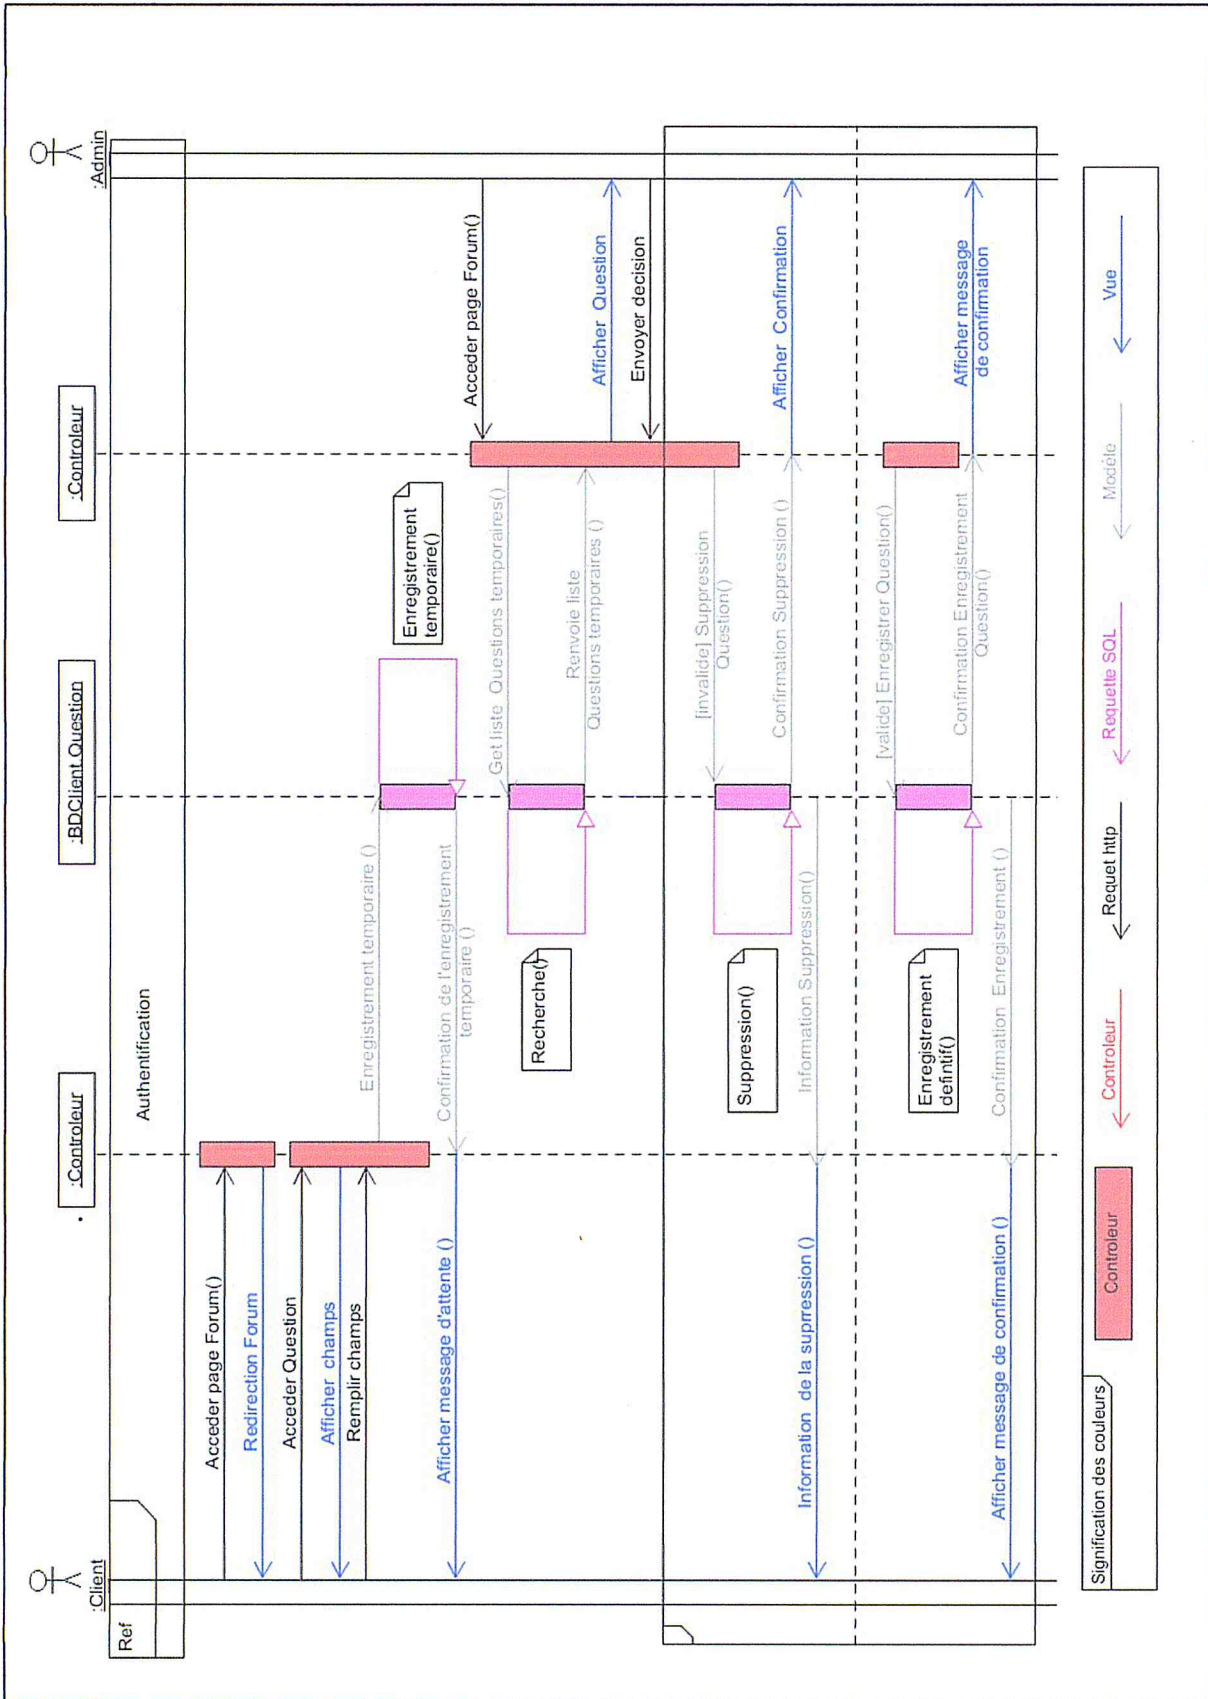 :Client
:Controleur
:BDClient.Question
:Controleur
:Admin
Ref
Authentification
Acceder page Forum()
Redirection Forum
Acceder Question
Afficher champs
Remplir champs
Enregistrement temporaire ()
Enregistrement
temporaire()
Confirmation de l'enregistrement
temporaire ()
Afficher message d'attente ()
Acceder page Forum()
Get liste Questions temporaires()
Recherche()
Renvoie liste
Questions temporaires ()
Afficher Question
Envoyer decision
[invalide] Suppression
Question()
Suppression()
Confirmation Suppression ()
Afficher Confirmation
Information Suppression()
Information de la suprression ()
[valide] Enregistrer Question()
Enregistrement
defintif()
Confirmation Enregistrement
Question()
Afficher message
de confirmation
Confirmation Enregistrement ()
Afficher message de confirmation ()
Signification des couleurs
Controleur
Controleur
Requet http
Requette SQL
Modèle
Vue